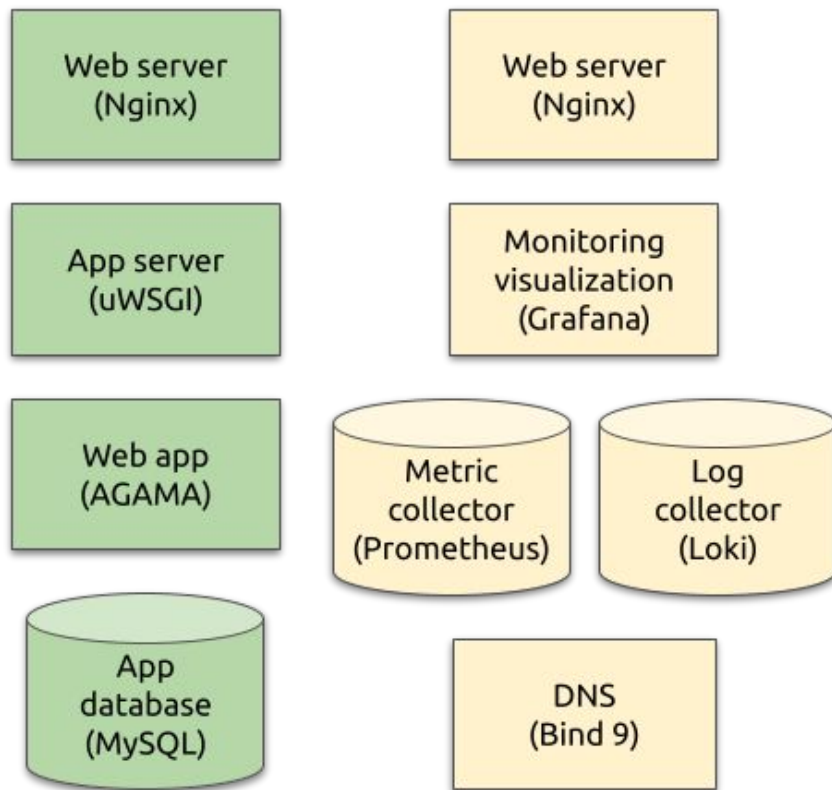 Web server
(Nginx)
Web server
(Nginx)
App server
(uWSGI)
Monitoring
visualization
(Grafana)
Web app
(AGAMA)
Metric
collector
(Prometheus)
Log
collector
(Loki)
App
database
(MySQL)
DNS
(Bind 9)